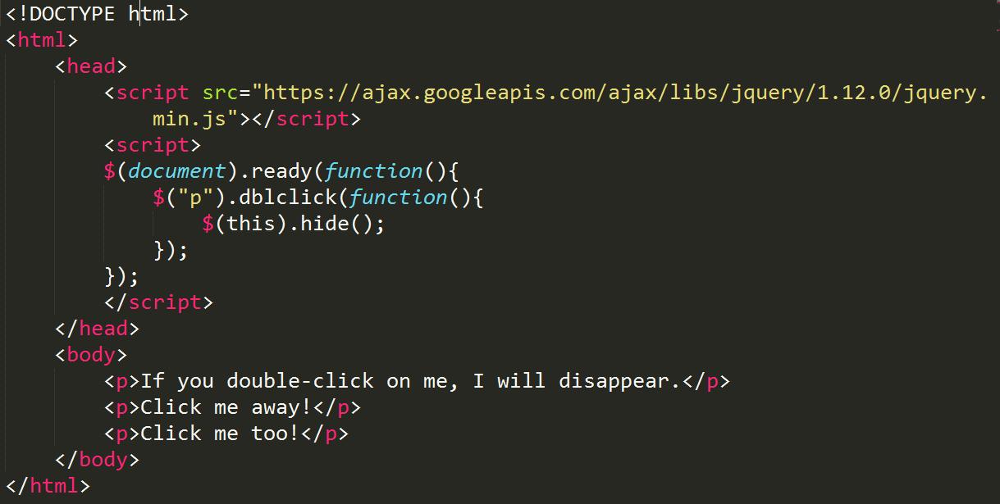 <!DOCTYPE html>
<html>
    <head>
        <script src="https://ajax.googleapis.com/ajax/libs/jquery/1.12.0/jquery.
            min.js"></script>
        <script>
        $(document).ready(function(){
            $("p").dblclick(function(){
                $(this).hide();
            });
        });
        </script>
    </head>
    <body>
        <p>If you double-click on me, I will disappear.</p>
        <p>Click me away!</p>
        <p>Click me too!</p>
    </body>
</html>